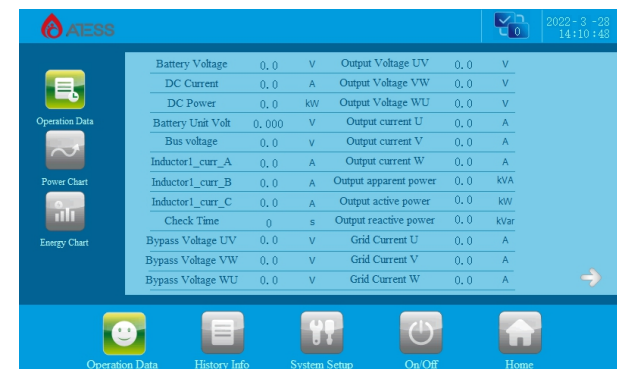 ATESS
0
2022- 3 -28
14:10:48
Operation Data
Power Chart
Energy Chart
Battery Voltage 0.0 V Output Voltage UV 0.0 V
DC Current 0.0 A Output Voltage VW 0.0 V
DC Power 0.0 kW Output Voltage WU 0.0 V
Battery Unit Volt 0.000 V Output current U 0.0 A
Bus voltage 0.0 V Output current V 0.0 A
Inductor1_curr_A 0.0 A Output current W 0.0 A
Inductor1_curr_B 0.0 A Output apparent power 0.0 kVA
Inductor1_curr_C 0.0 A Output active power 0.0 kW
Check Time 0 s Output reactive power 0.0 kVar
Bypass Voltage UV 0.0 V Grid Current U 0.0 A
Bypass Voltage VW 0.0 V Grid Current V 0.0 A
Bypass Voltage WU 0.0 V Grid Current W 0.0 A
Operation Data History Info System Setup On/Off Home